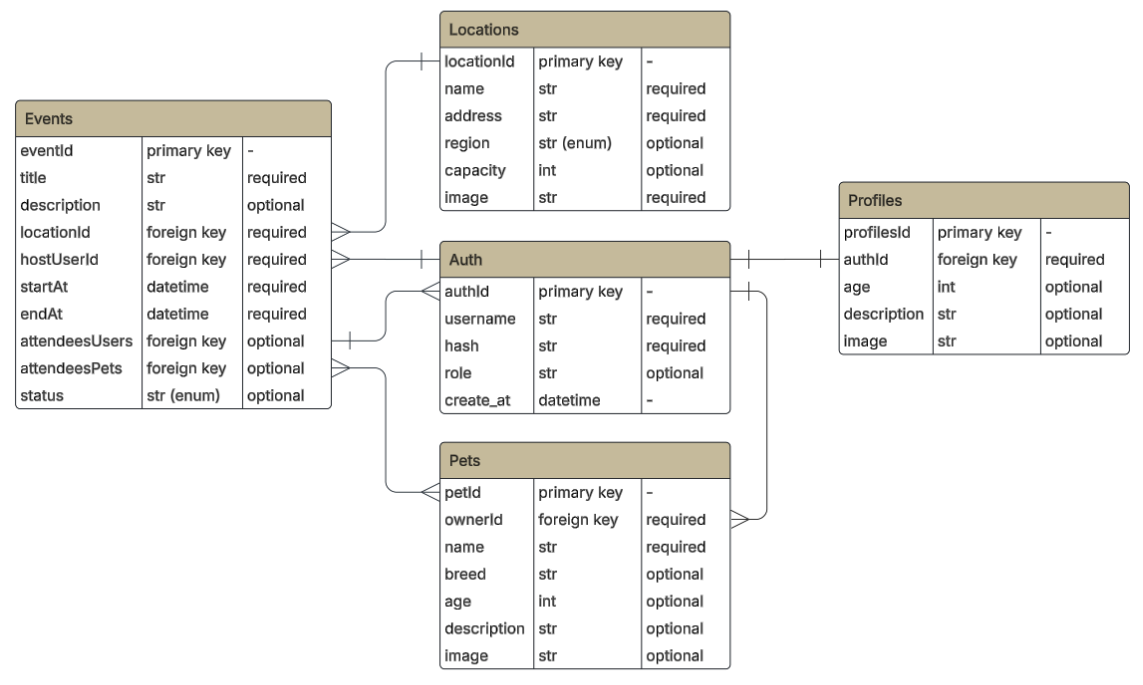 Locations
locationId primary key -
name str required
address str required
region str (enum) optional
capacity int optional
image str required
Events
eventId primary key -
title str required
description str optional
locationId foreign key required
hostUserId foreign key required
startAt datetime required
endAt datetime required
attendeesUsers foreign key optional
attendeesPets foreign key optional
status str (enum) optional
Auth
authId primary key -
username str required
hash str required
role str optional
create_at datetime -
Profiles
profilesId primary key -
authId foreign key required
age int optional
description str optional
image str optional
Pets
petId primary key -
ownerId foreign key required
name str required
breed str optional
age int optional
description str optional
image str optional